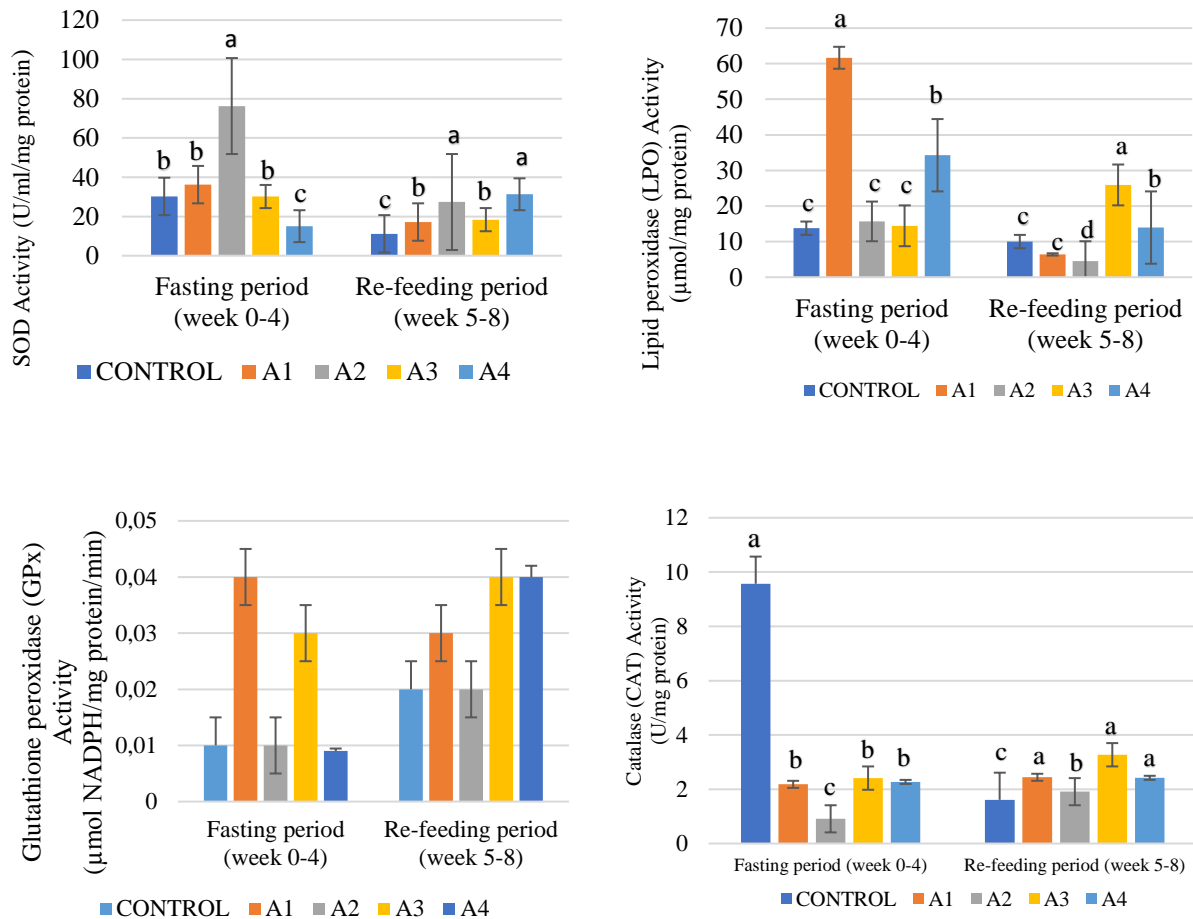 SOD Activity (U/ml/mg protein)
120
100
80
60
40
20
0
b
b
a
b
c
c
b
a
b
a
Fasting period
(week 0-4)
Re-feeding period
(week 5-8)
CONTROL A1 A2 A3 A4
Lipid peroxidase (LPO) Activity
(μmol/mg protein)
70
60
50
40
30
20
10
0
c
a
c
c
b
c
c
d
a
b
Fasting period
(week 0-4)
Re-feeding period
(week 5-8)
CONTROL A1 A2 A3 A4
Glutathione peroxidase (GPx)
Activity
(μmol NADPH/mg protein/min)
0,05
0,04
0,03
0,02
0,01
0
Fasting period
(week 0-4)
Re-feeding period
(week 5-8)
CONTROL A1 A2 A3 A4
Catalase (CAT) Activity
(U/mg protein)
12
10
8
6
4
2
0
a
b
c
b
b
c
a
b
a
a
Fasting period (week 0-4)
Re-feeding period (week 5-8)
CONTROL A1 A2 A3 A4